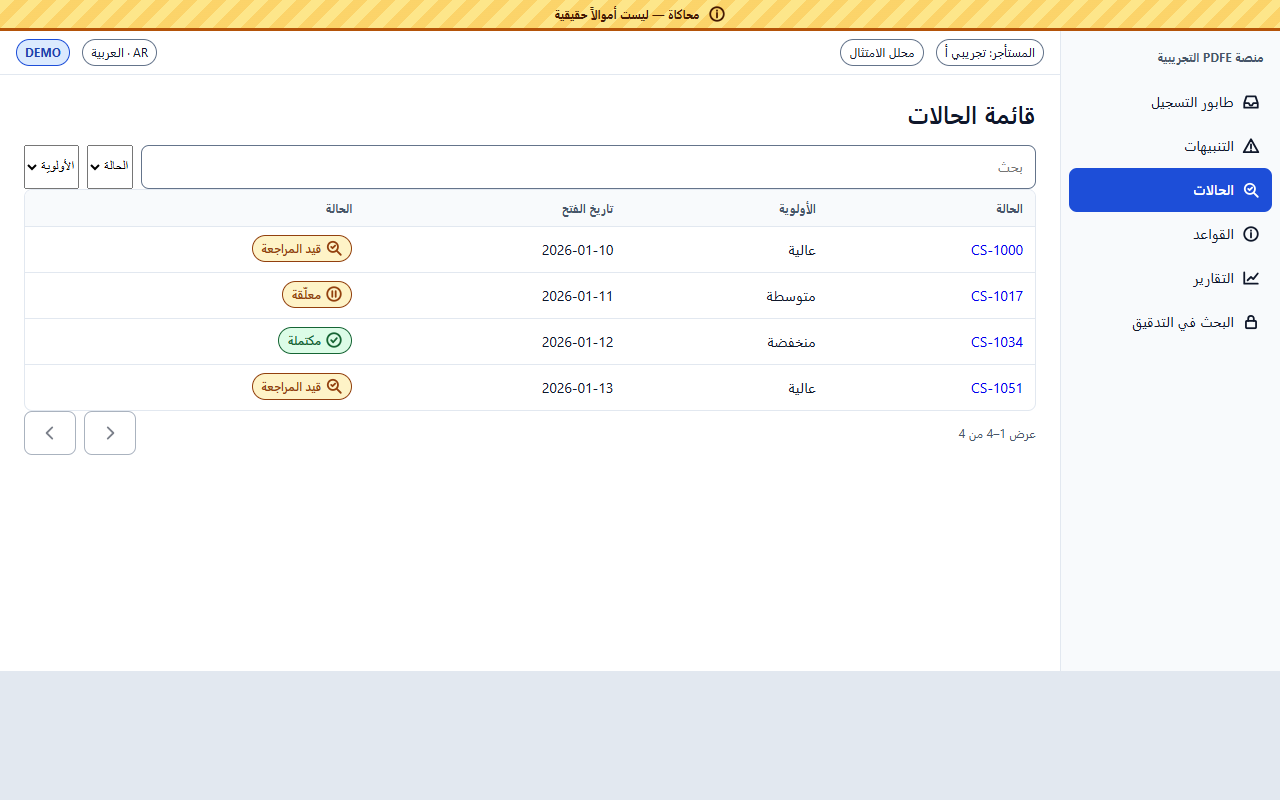 محاكاة — ليست أموالاً حقيقية
منصة PDFE التجريبية
طابور التسجيل
التنبيهات
الحالات
القواعد
التقارير
البحث في التدقيق
المستأجر: تجريبي أ
محلل الامتثال
AR · العربية
DEMO
قائمة الحالات
بحث
الحالة
الأولوية
الحالة الأولوية تاريخ الفتح الحالة
CS-1000 عالية 2026-01-10 قيد المراجعة
CS-1017 متوسطة 2026-01-11 معلّقة
CS-1034 منخفضة 2026-01-12 مكتملة
CS-1051 عالية 2026-01-13 قيد المراجعة
عرض 1–4 من 4